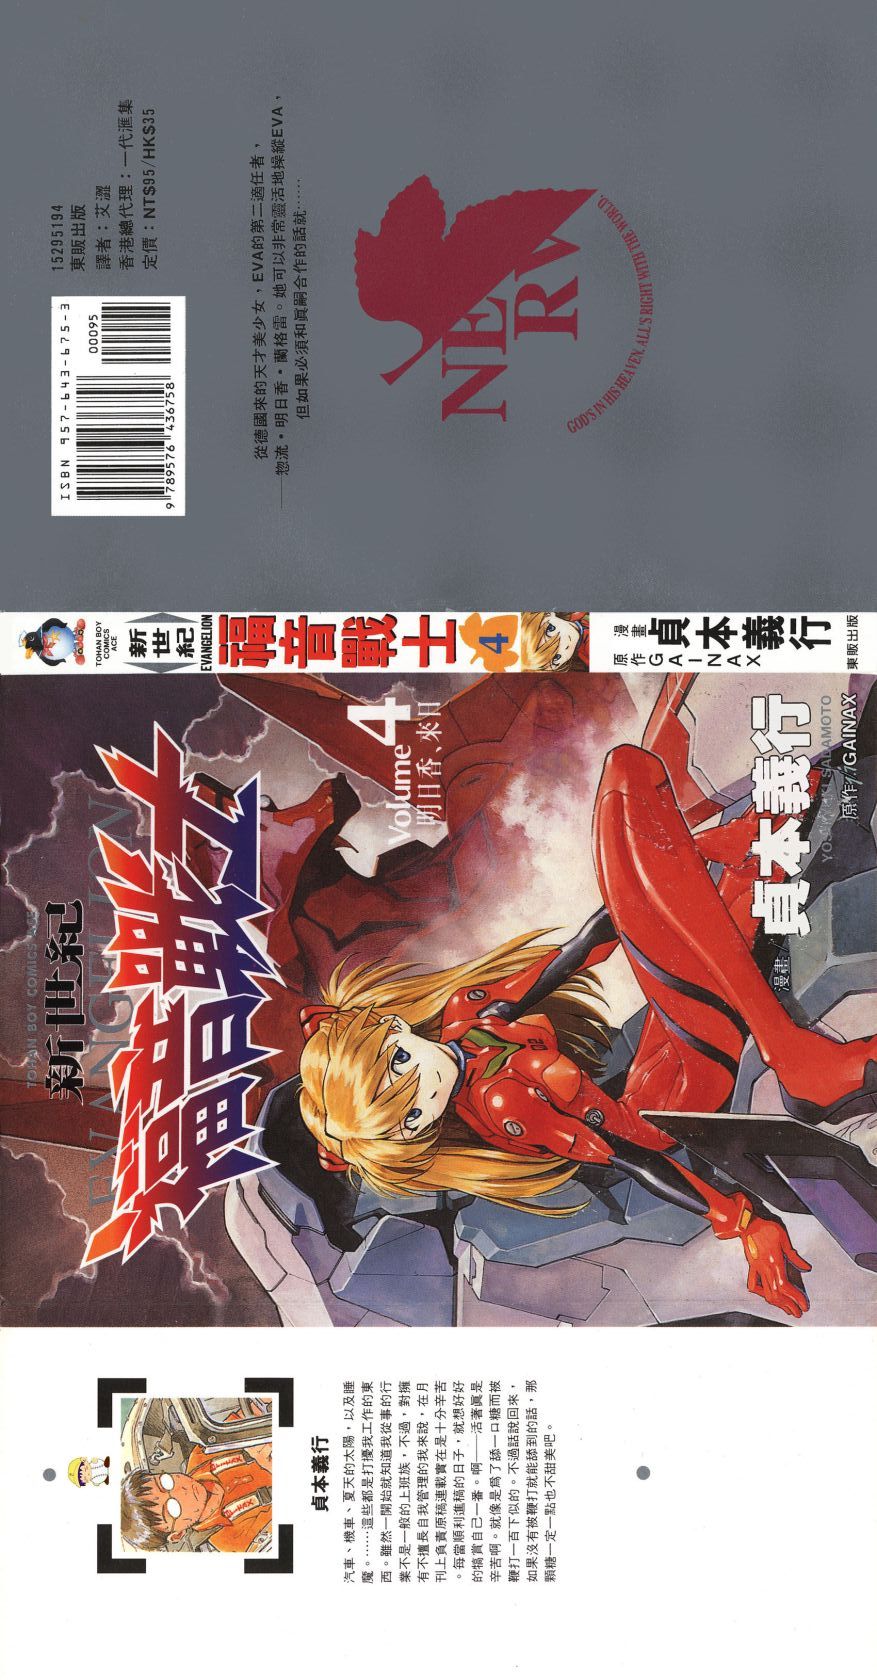 15295194
東販出版
譯者：艾澀
香港總代理：一代滙集
定價：NT$95/HK$35
ISBN 957-643-675-3
00095
9 789576 436758
從德國來的天才美少女，EVA的第二適任者，
——惣流・明日香・蘭格雷。她可以非常靈活地操縱EVA，
但如果必須和眞嗣合作的話就……
NERV
GOD'S IN HIS HEAVEN, ALL'S RIGHT WITH THE WORLD.
TOHAN BOY COMICS ACE
新世紀
EVANGELION
福音戰士
4
漫畫 貞本義行
原作 GAINAX
東販出版
TOHAN BOY COMICS ACE
新世紀
EVANGELION
福音戰士
Volume 4
明日香、來日
02
漫畫/貞本義行
YOSHIYUKI SADAMOTO
原作/GAINAX
貞本義行
汽車、機車、夏天的太陽，以及睡
魔。……這些都是打擾我工作的東
西。雖然一開始就知道我從事的行
業不是一般的上班族，不過，對擁
有不擅長自我管理的我來說，在月
刊上負責原稿連載實在是十分辛苦
。每當順利進稿的日子，就想好好
的犒賞自己一番。啊——活著眞是
辛苦啊。就像是爲了舔一口糖而被
鞭打一百下似的。不過話說回來，
如果沒有被鞭打就能舔到的話，那
顆糖一定一點也不甜美吧。